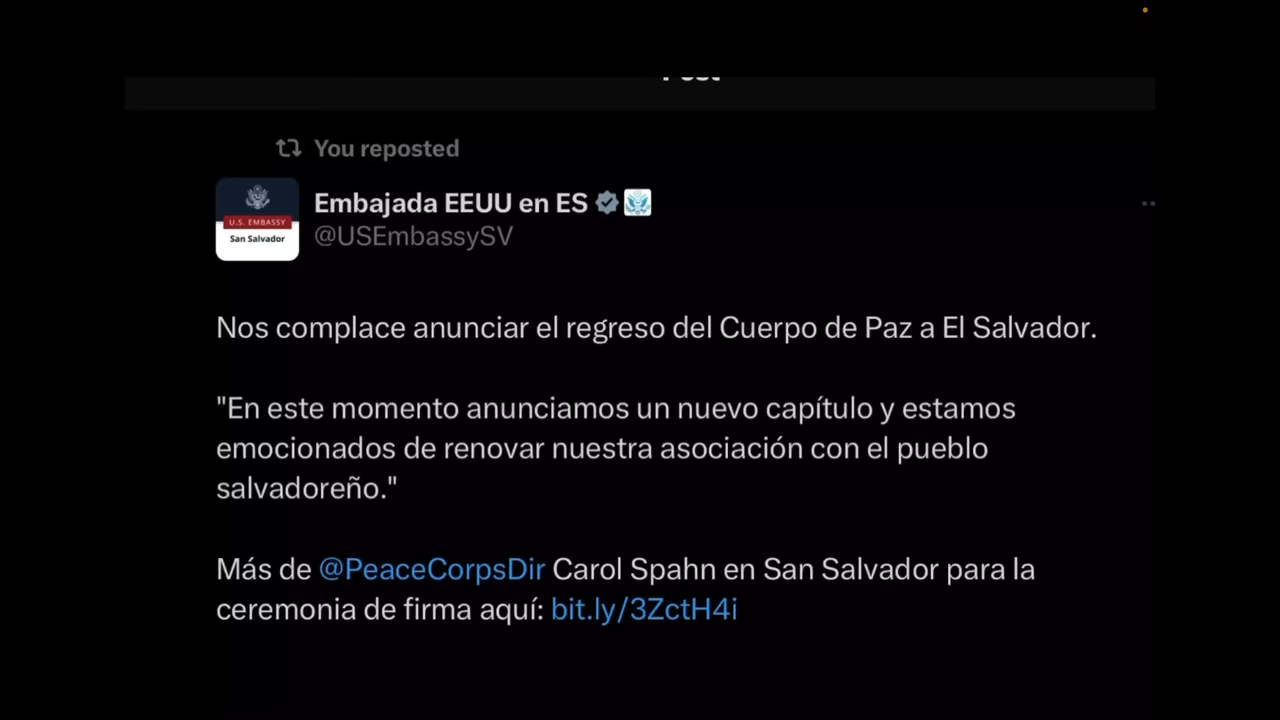 Post
You reposted
Embajada EEUU en ES
@USEmbassySV
U.S. EMBASSY
San Salvador
Nos complace anunciar el regreso del Cuerpo de Paz a El Salvador.
"En este momento anunciamos un nuevo capítulo y estamos
emocionados de renovar nuestra asociación con el pueblo
salvadoreño."
Más de @PeaceCorpsDir Carol Spahn en San Salvador para la
ceremonia de firma aquí: bit.ly/3ZctH4i